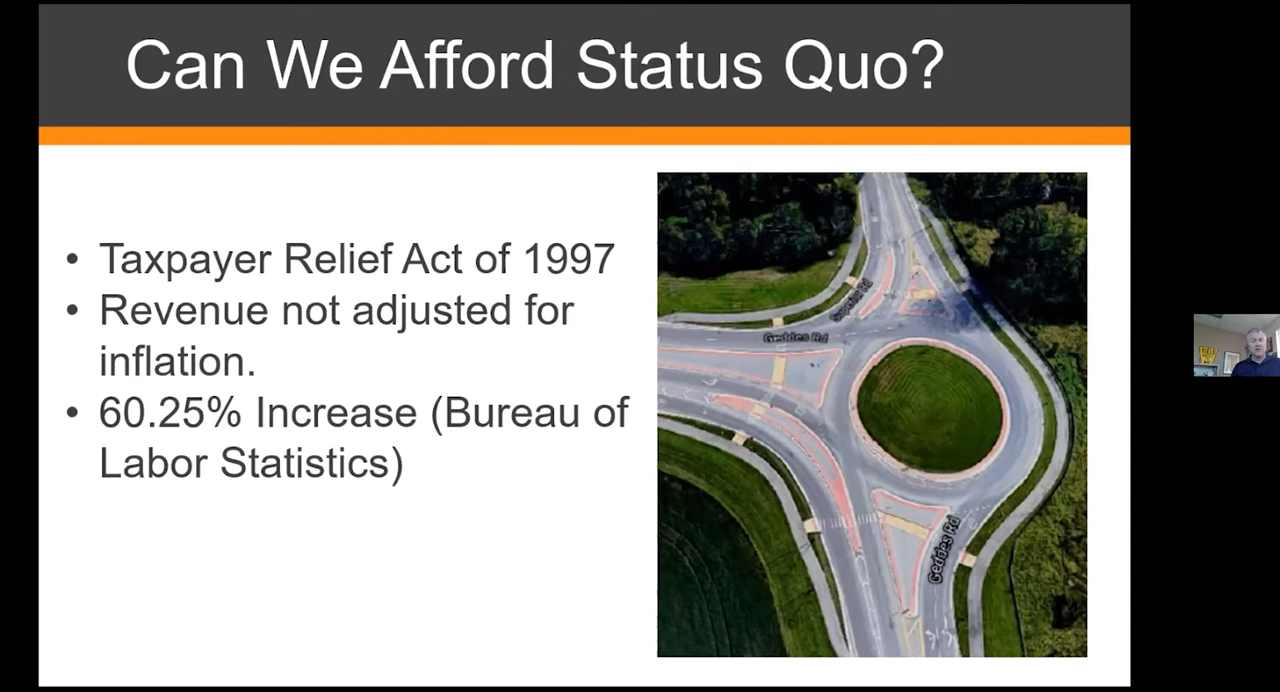 Can We Afford Status Quo?
• Taxpayer Relief Act of 1997
• Revenue not adjusted for
inflation.
• 60.25% Increase (Bureau of
Labor Statistics)
Superior Rd
Geddes Rd
Geddes Rd